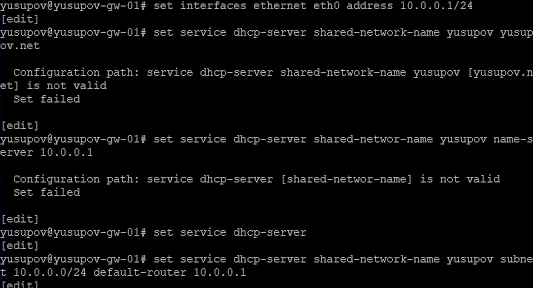 yusupov@yusupov-gw-01# set interfaces ethernet eth0 address 10.0.0.1/24
[edit]
yusupov@yusupov-gw-01# set service dhcp-server shared-network-name yusupov yusup
ov.net
Configuration path: service dhcp-server shared-network-name yusupov [yusupov.n
et] is not valid
Set failed
[edit]
yusupov@yusupov-gw-01# set service dhcp-server shared-networ-name yusupov name-s
erver 10.0.0.1
Configuration path: service dhcp-server [shared-networ-name] is not valid
Set failed
[edit]
yusupov@yusupov-gw-01# set service dhcp-server
[edit]
yusupov@yusupov-gw-01# set service dhcp-server shared-network-name yusupov subne
t 10.0.0.0/24 default-router 10.0.0.1
[edit]